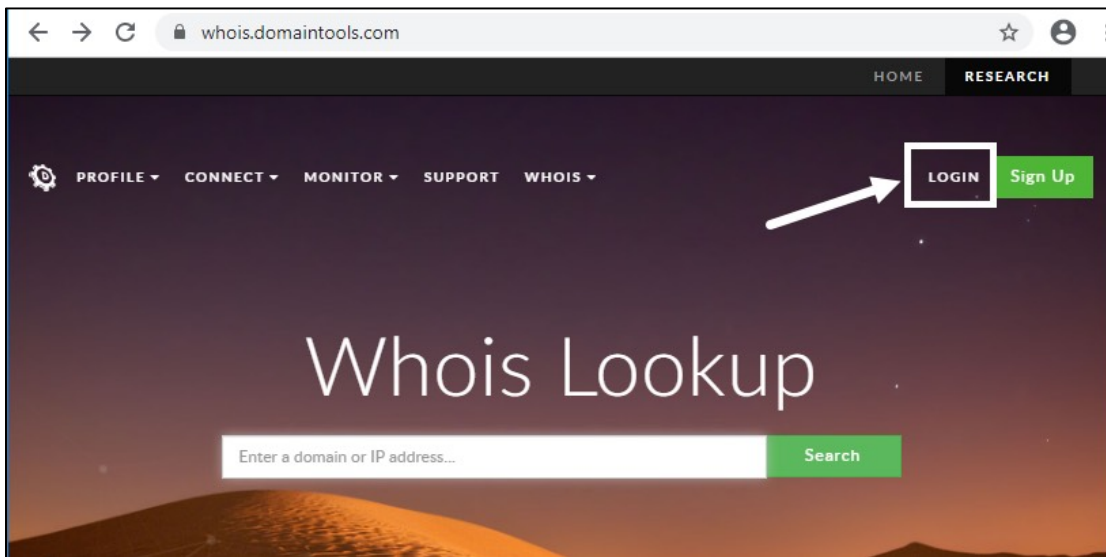 whois.domaintools.com
HOME RESEARCH
PROFILE CONNECT MONITOR SUPPORT WHOIS LOGIN Sign Up
Whois Lookup
Enter a domain or IP address... Search